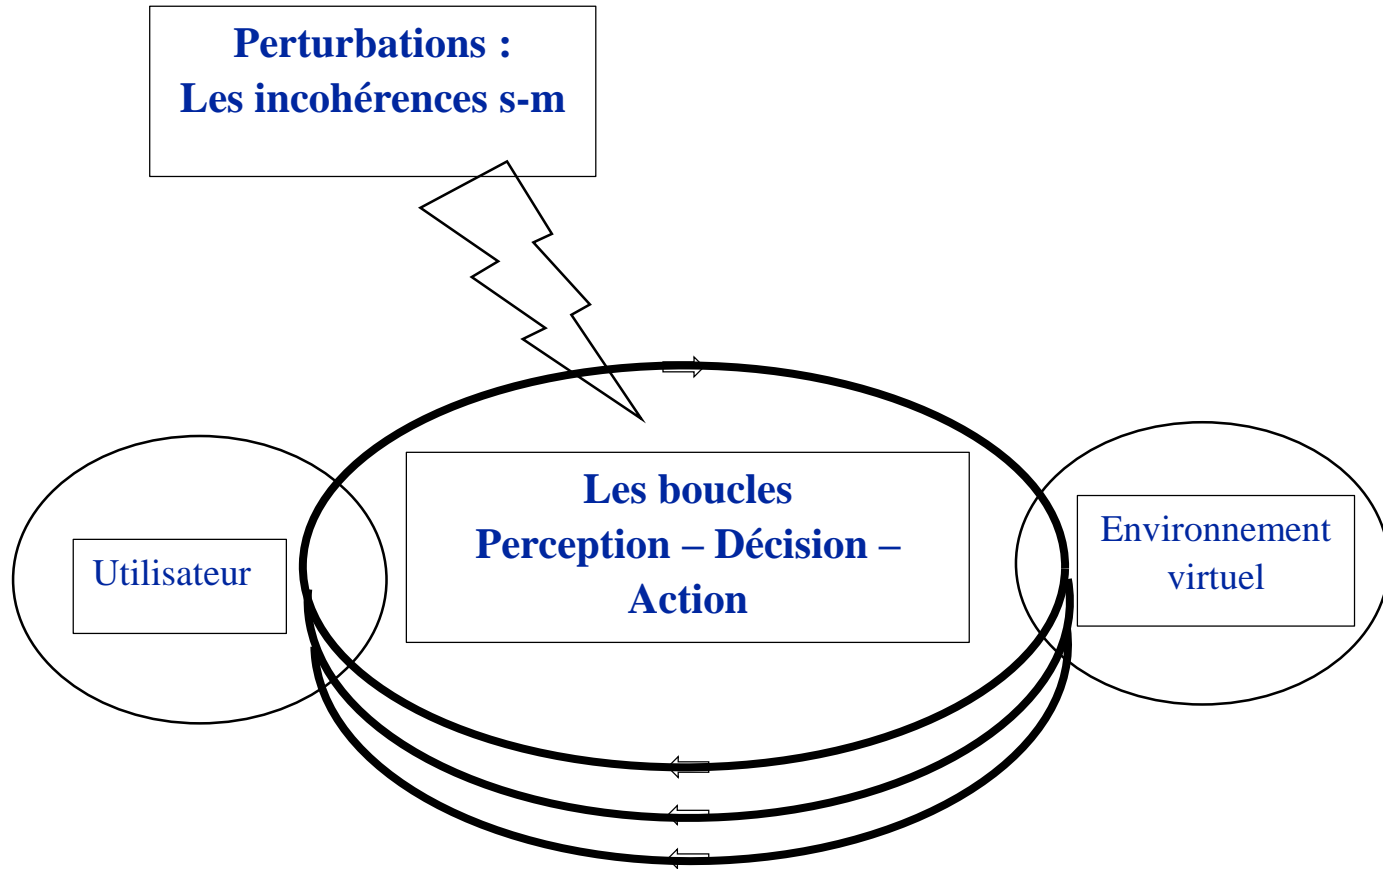 Perturbations :
Les incohérences s-m
Les boucles
Perception – Décision –
Action
Utilisateur
Environnement
virtuel